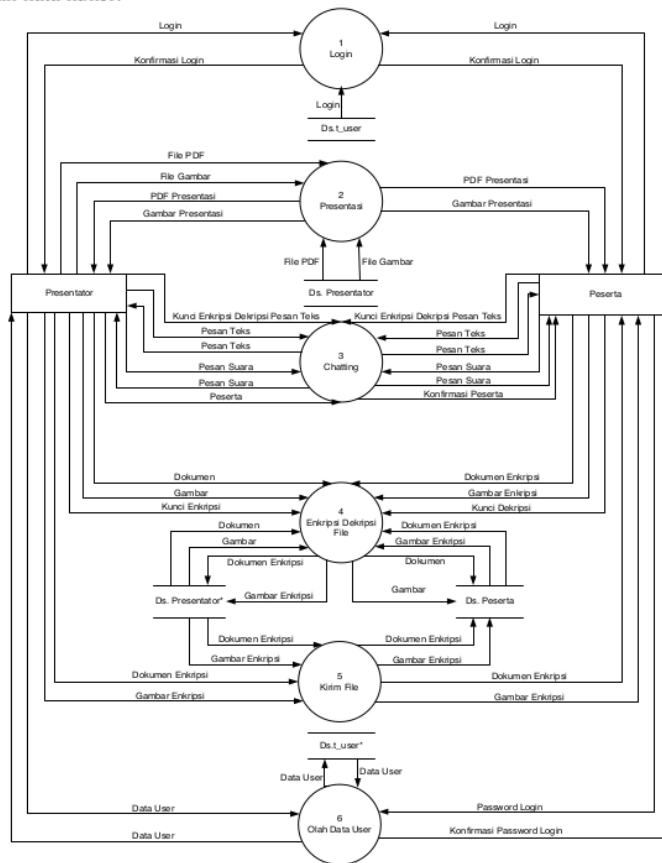 Login
Login
1
Login
Konfirmasi Login
Konfirmasi Login
Login
Ds.t_user
File PDF
File Gambar
2
Presentasi
PDF Presentasi
PDF Presentasi
Gambar Presentasi
Gambar Presentasi
File PDF
File Gambar
Presentator
Ds. Presentator
Peserta
Kunci Enkripsi Dekripsi Pesan Teks
Kunci Enkripsi Dekripsi Pesan Teks
Pesan Teks
Pesan Teks
Pesan Teks
Pesan Teks
3
Chatting
Pesan Suara
Pesan Suara
Pesan Suara
Pesan Suara
Peserta
Konfirmasi Peserta
Dokumen
Dokumen Enkripsi
Gambar
Gambar Enkripsi
Kunci Enkripsi
Kunci Dekripsi
4
Enkripsi Dekripsi
File
Dokumen
Dokumen Enkripsi
Gambar
Gambar Enkripsi
Dokumen Enkripsi
Dokumen
Gambar Enkripsi
Gambar
Ds. Presentator*
Ds. Peserta
Dokumen Enkripsi
Dokumen Enkripsi
Gambar Enkripsi
Gambar Enkripsi
5
Kirim File
Dokumen Enkripsi
Dokumen Enkripsi
Gambar Enkripsi
Gambar Enkripsi
Ds.t_user*
Data User
Data User
Data User
Password Login
6
Olah Data User
Data User
Konfirmasi Password Login